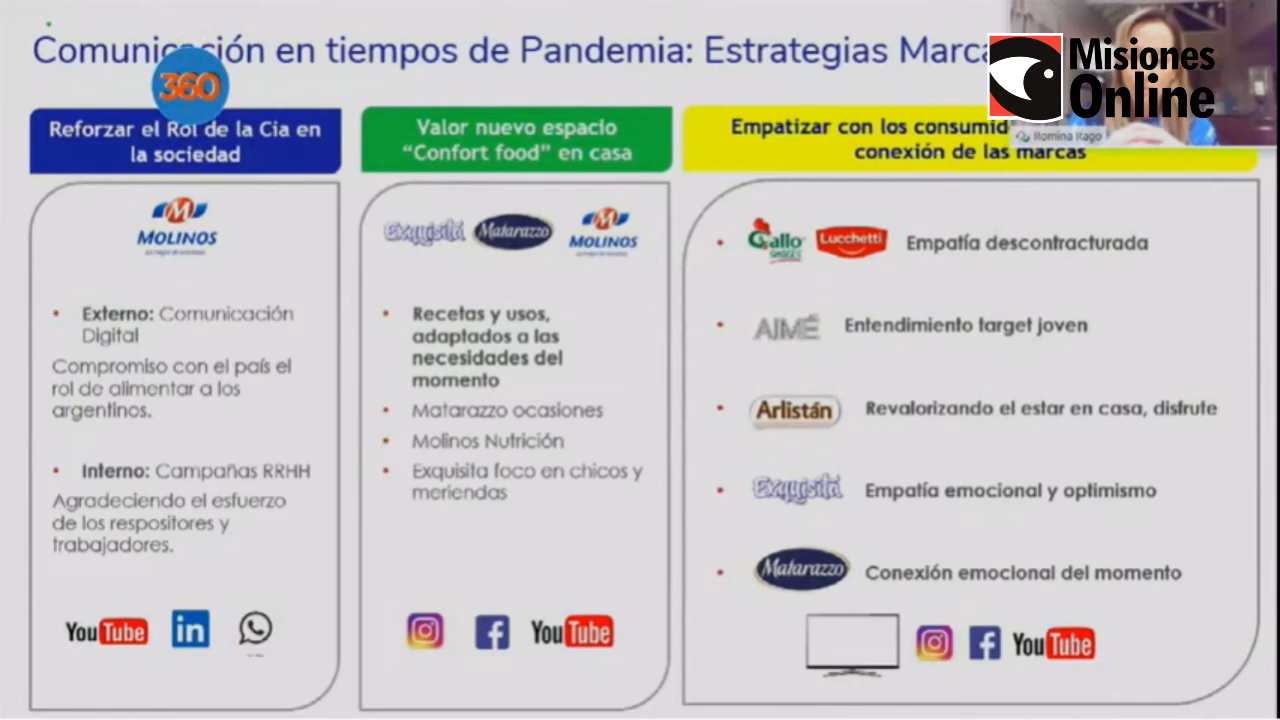 Comunicación en tiempos de Pandemia: Estrategias Marca
360
Misiones
Online
Romina Rago
Reforzar el Rol de la Cia en
la sociedad
MOLINOS
Externo: Comunicación
Digital
Compromiso con el país el
rol de alimentar a los
argentinos.
Interno: Campañas RRHH
Agradeciendo el esfuerzo
de los respositores y
trabajadores.
YouTube
in
Valor nuevo espacio
“Confort food” en casa
Exquisita
Matarazzo
MOLINOS
Recetas y usos,
adaptados a las
necesidades del
momento
Matarazzo ocasiones
Molinos Nutrición
Exquisita foco en chicos y
meriendas
f
YouTube
Empatizar con los consumid
conexión de las marcas
Gallo
SNACKS
Lucchetti
Empatía descontracturada
AIMÉ
Entendimiento target joven
Arlistán
Revalorizando el estar en casa, disfrute
Exquisita
Empatía emocional y optimismo
Matarazzo
Conexión emocional del momento
f
YouTube